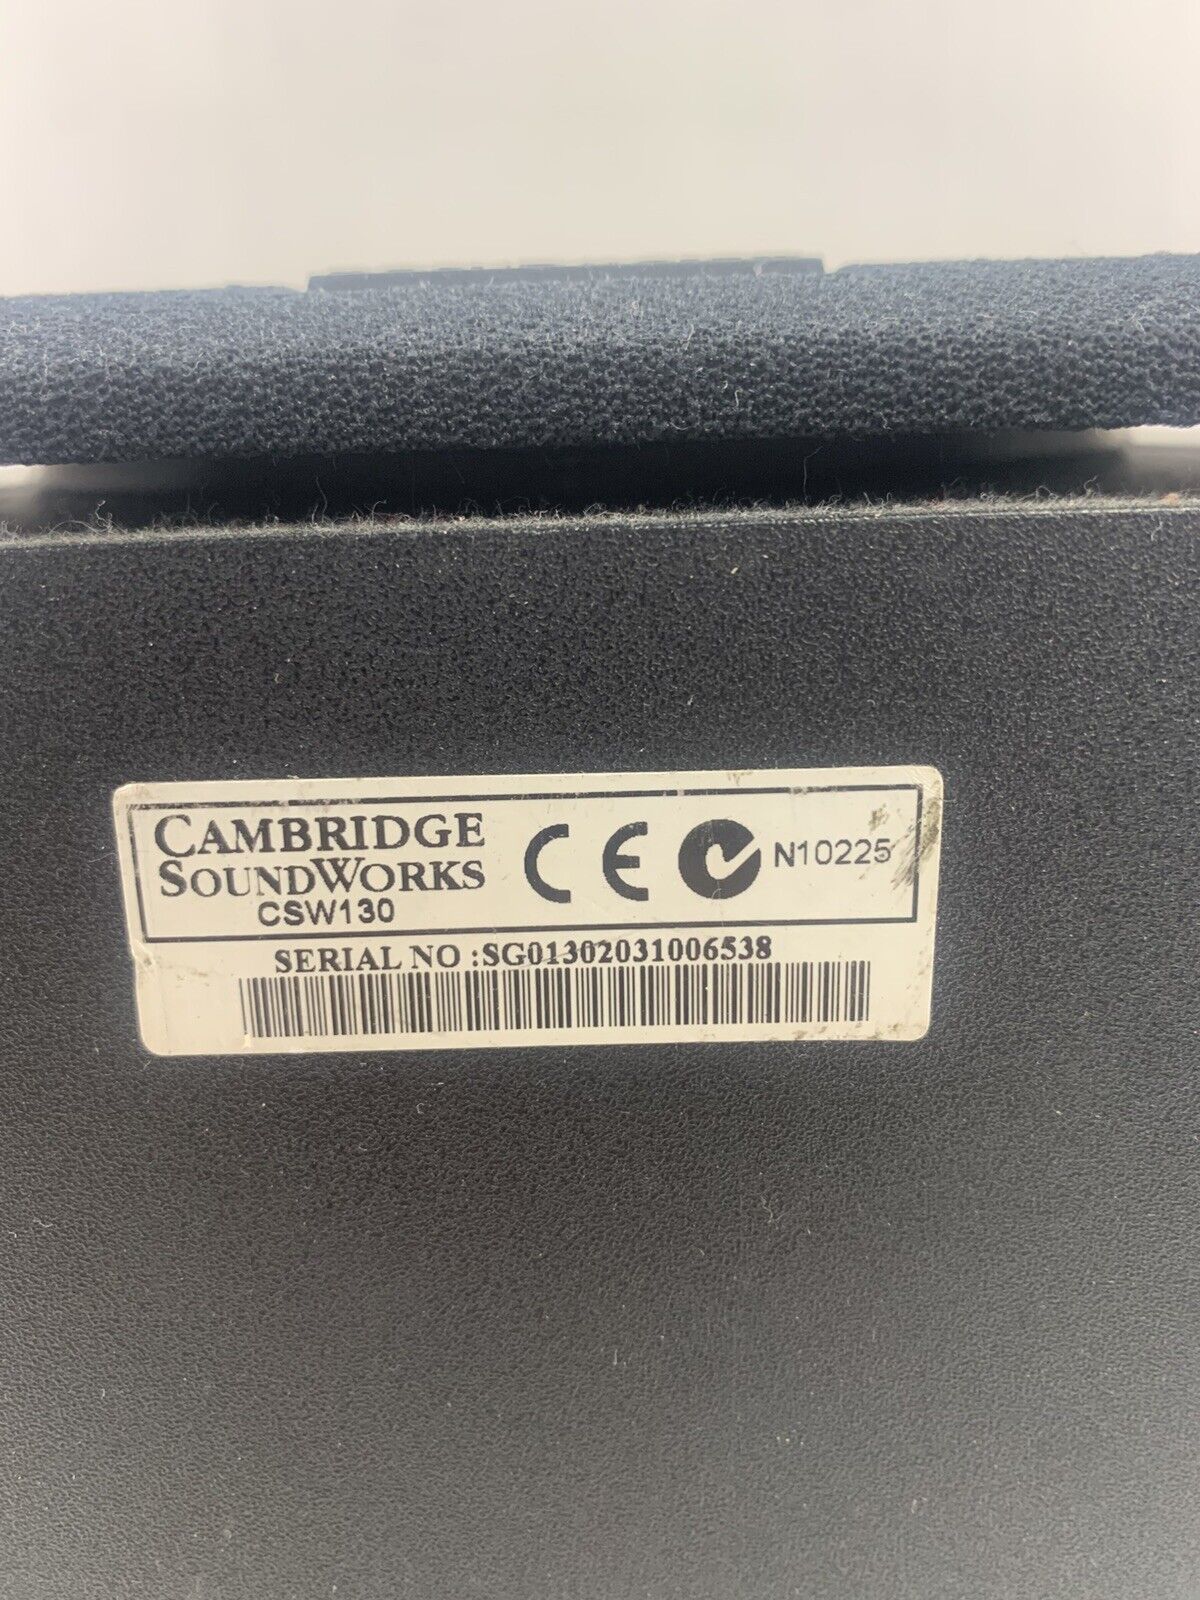 CAMBRIDGE
SOUNDWORKS
CSW130
CE
N10225
SERIAL NO :SG01302031006538